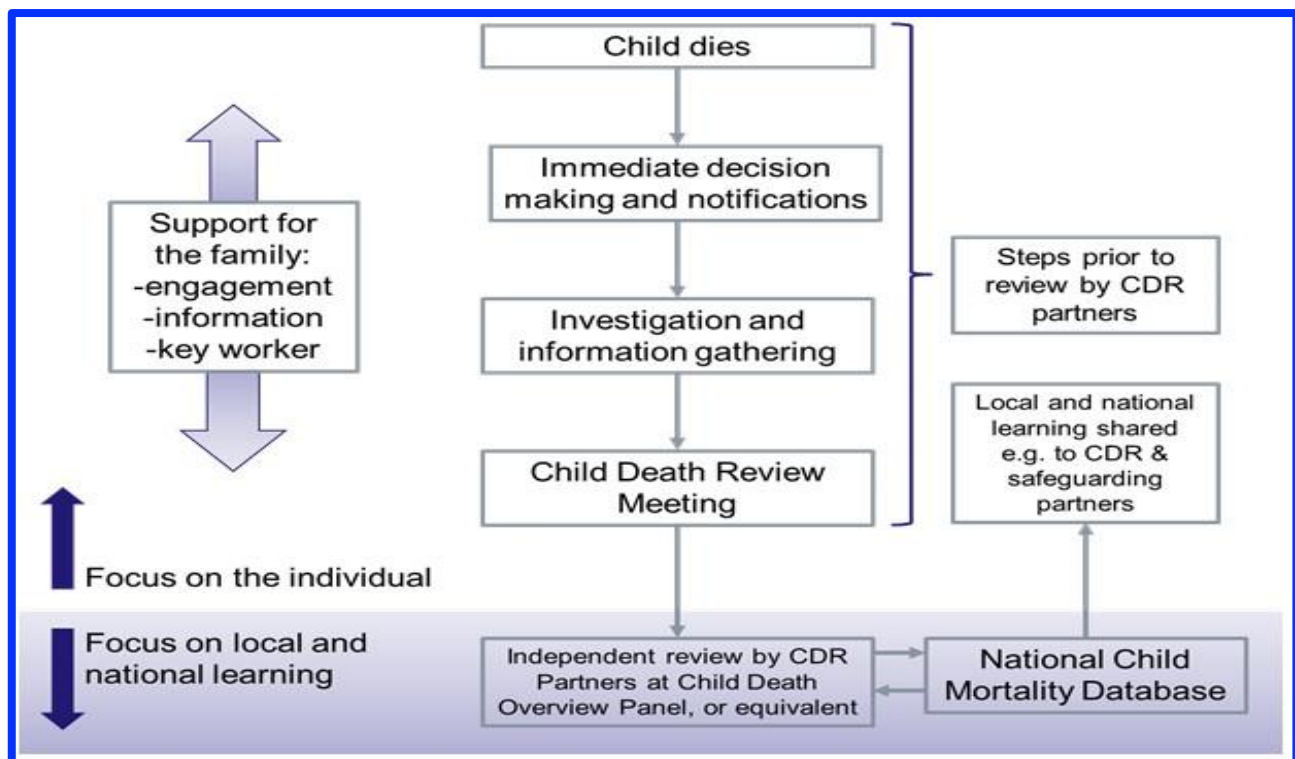 Child dies
Immediate decision
making and notifications
Support for
the family:
-engagement
-information
-key worker
Steps prior to
review by CDR
partners
Investigation and
information gathering
Local and national
learning shared
e.g. to CDR &
safeguarding
partners
Child Death Review
Meeting
Focus on the individual
Focus on local and
national learning
Independent review by CDR
Partners at Child Death
Overview Panel, or equivalent
National Child
Mortality Database